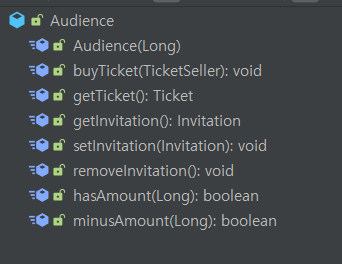 Audience
Audience(Long)
buyTicket(TicketSeller): void
getTicket(): Ticket
getInvitation(): Invitation
setInvitation(Invitation): void
removeInvitation(): void
hasAmount(Long): boolean
minusAmount(Long): boolean